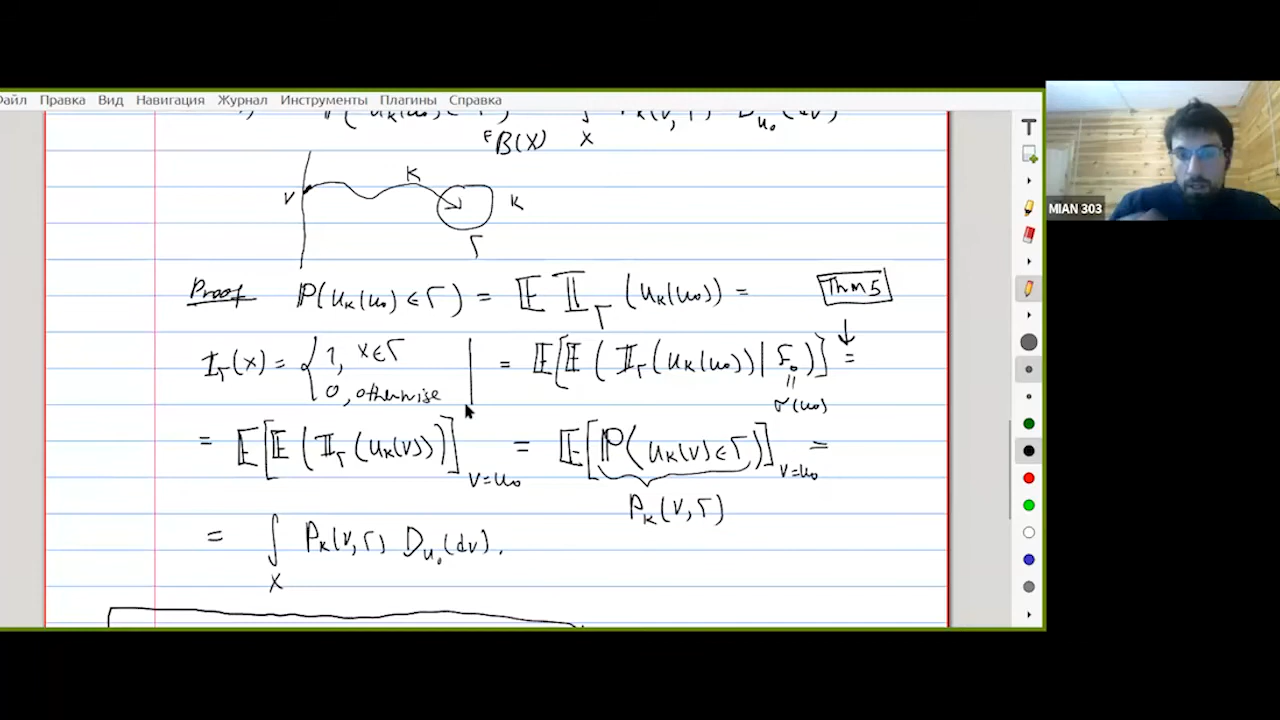 Файл Правка Вид Навигация Журнал Инструменты Плагины Справка
∈B(X) X
K
V K
Γ
Proof P(u_k(u_0) ∈ Γ) = E I_Γ (u_k(u_0)) = Thm 5
I_Γ(x) = { 1, x∈Γ
0, otherwise
= E[E ( I_Γ(u_k(u_0)) | F_0 )] =
σ(u_0)
= E[E ( I_Γ (u_k(v)) )]_{v=u_0} = E[P(u_k(v)∈Γ)]_{v=u_0} =
P_k(v,Γ)
= ∫_X P_k(v,Γ) D_{u_0}(dv).
MIAN 303